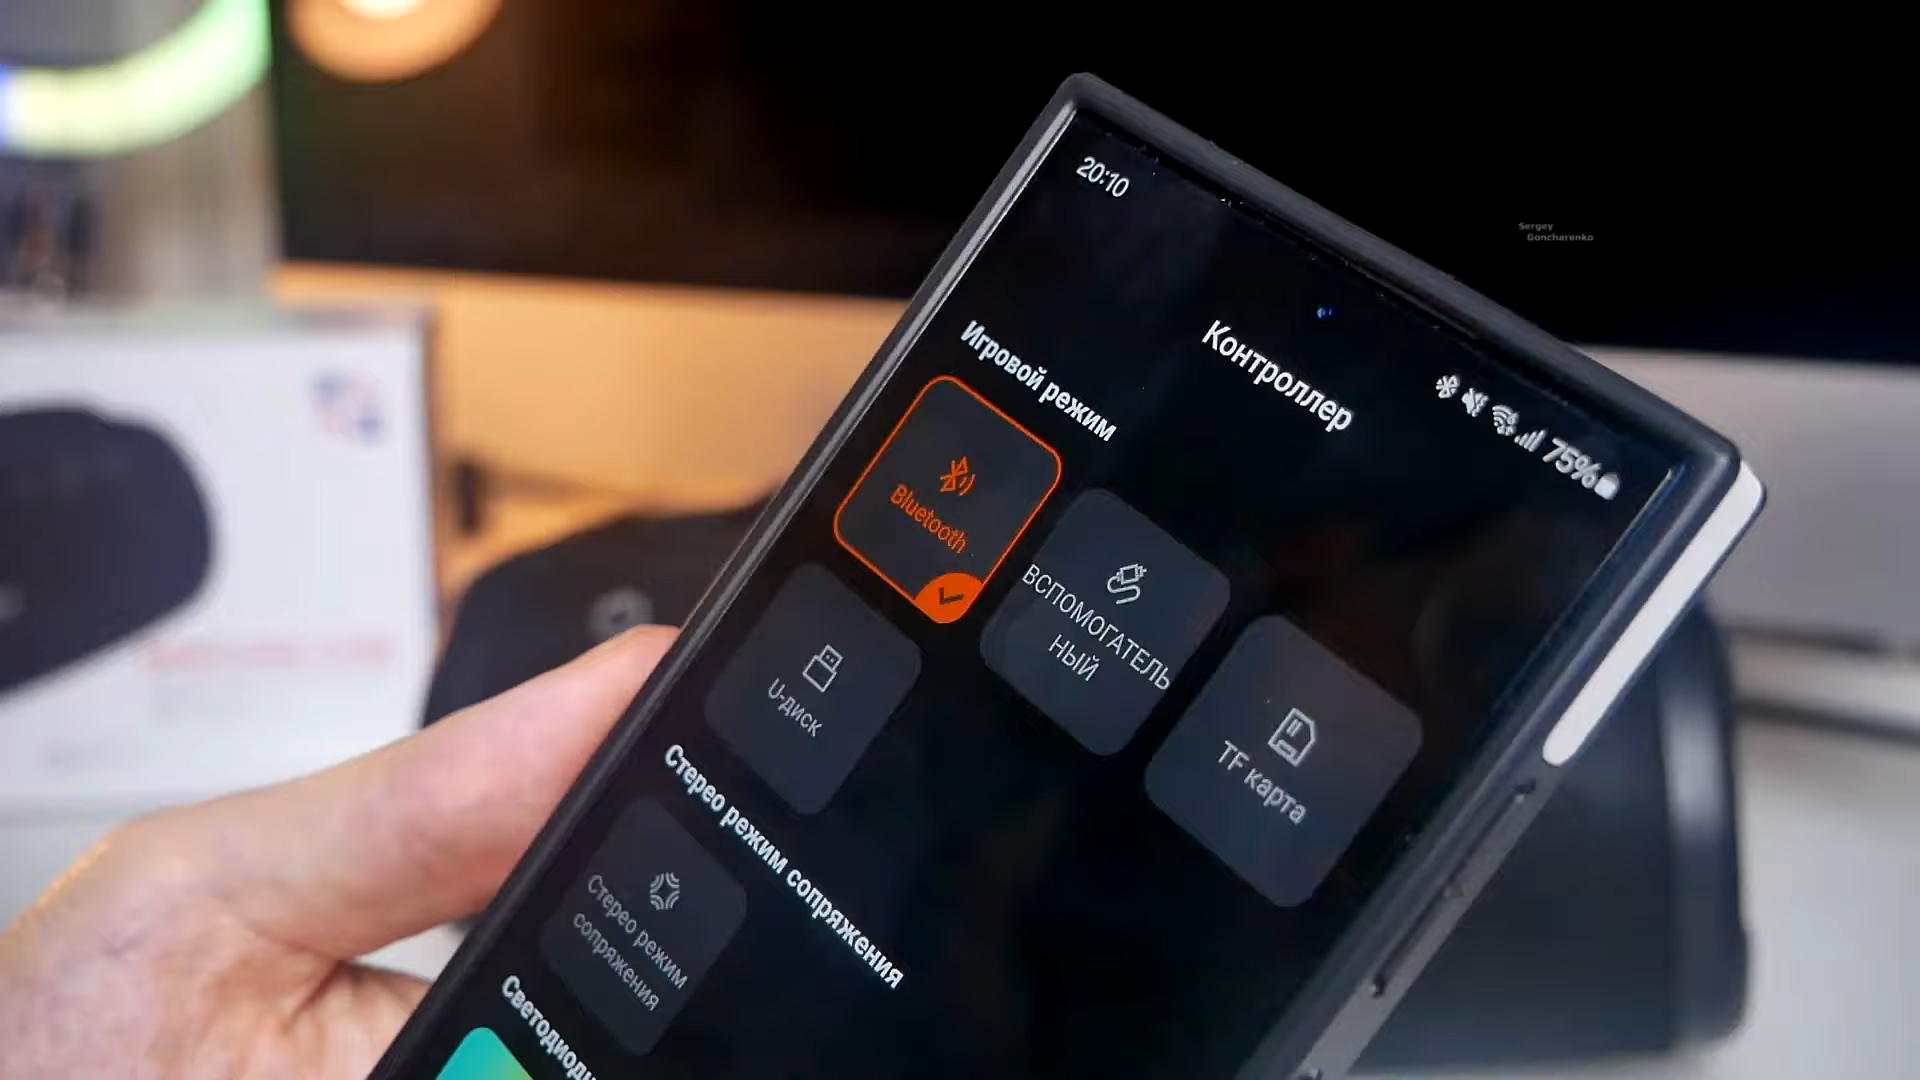 20:10
75%
Sergey
Goncharenko
Контроллер
Игровой режим
Bluetooth
ВСПОМОГАТЕЛЬ
НЫЙ
TF карта
U-диск
Стерео режим сопряжения
Стерео режим
сопряжения